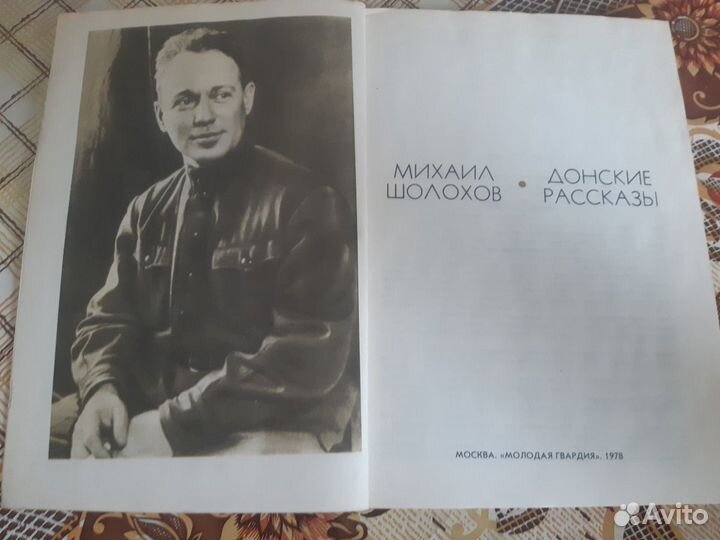 МИХАИЛ
ШОЛОХОВ
•
ДОНСКИЕ
РАССКАЗЫ
МОСКВА. «МОЛОДАЯ ГВАРДИЯ». 1978
Avito